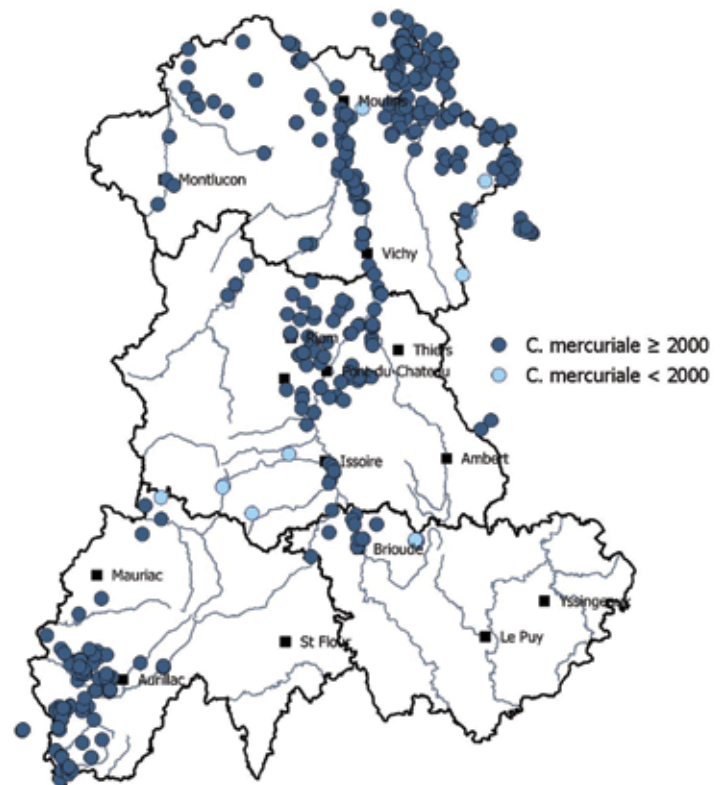 Moulins
Montlucon
Vichy
Riom
Thiers
Pont-du-Chateau
C. mercuriale ≥ 2000
C. mercuriale < 2000
Issoire
Ambert
Brioude
Mauriac
Yssingeaux
Le Puy
St Flour
Aurillac